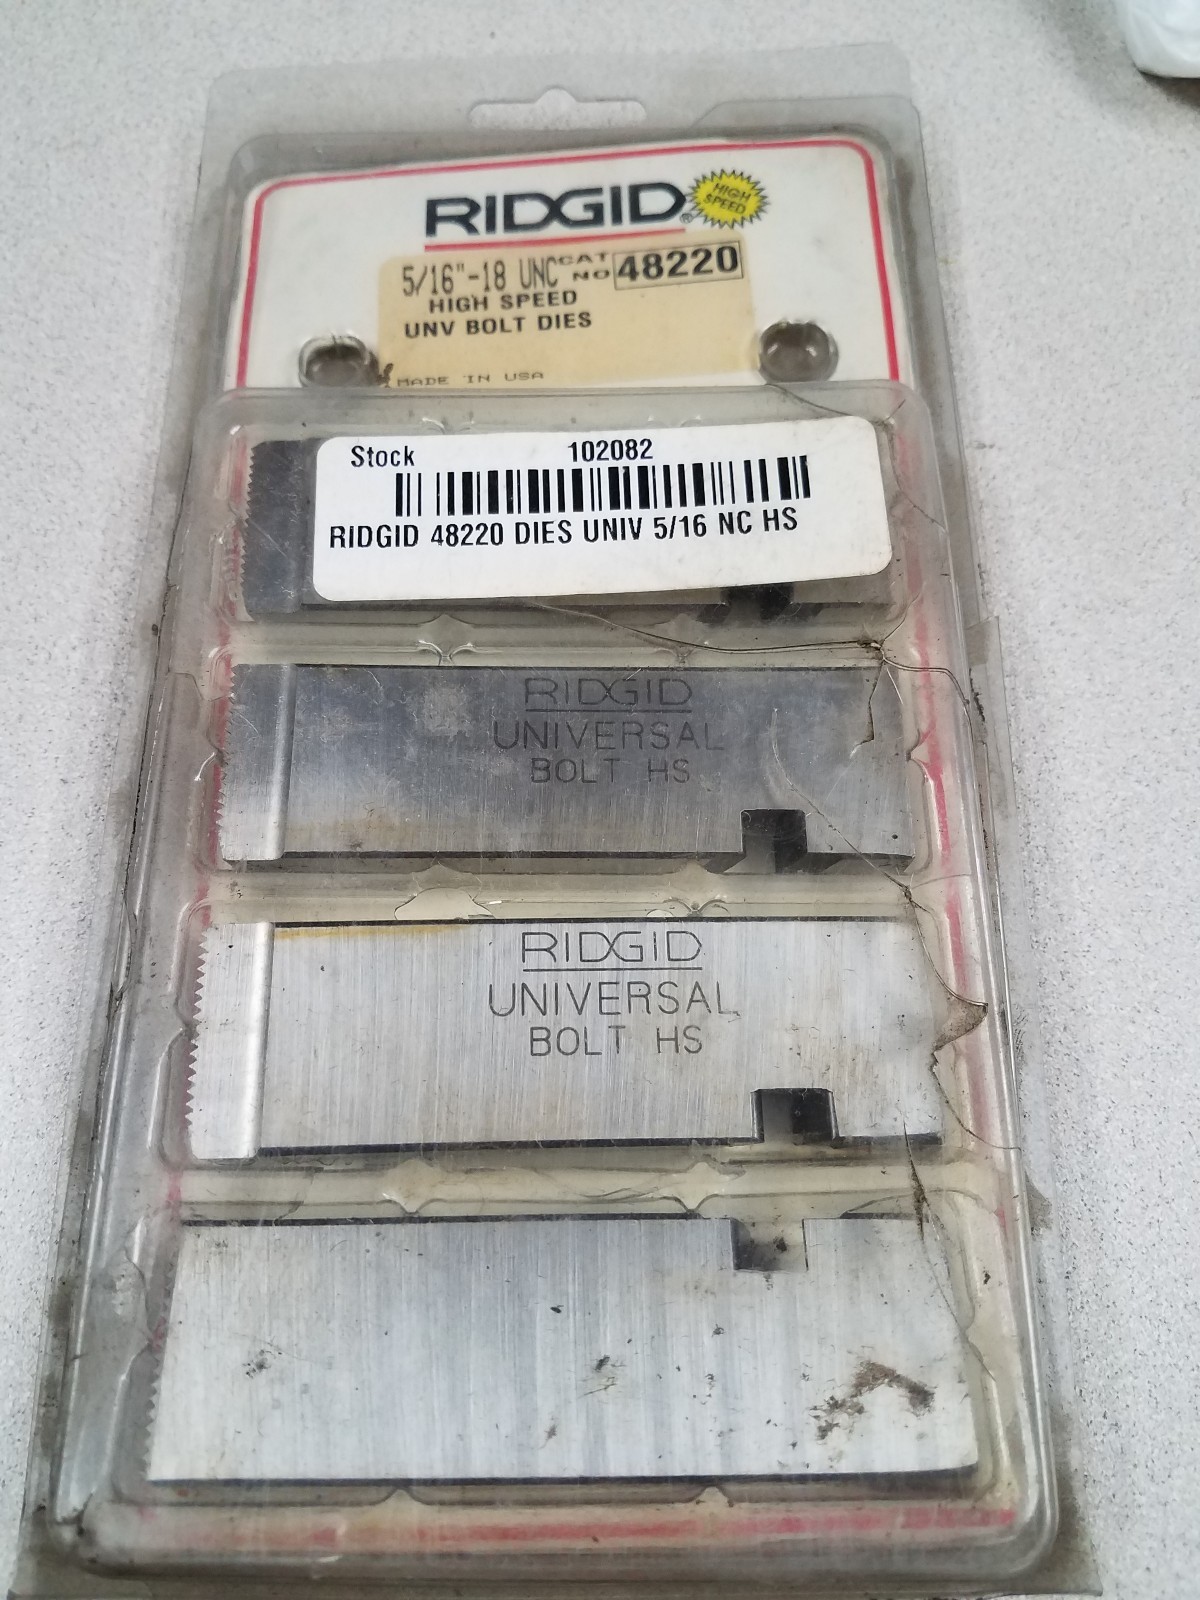 RIDGID®
HIGH
SPEED
5/16"-18 UNC CAT NO 48220
HIGH SPEED
UNV BOLT DIES
MADE IN USA
Stock 102082
RIDGID 48220 DIES UNIV 5/16 NC HS
RIDGID
UNIVERSAL
BOLT HS
RIDGID
UNIVERSAL
BOLT HS